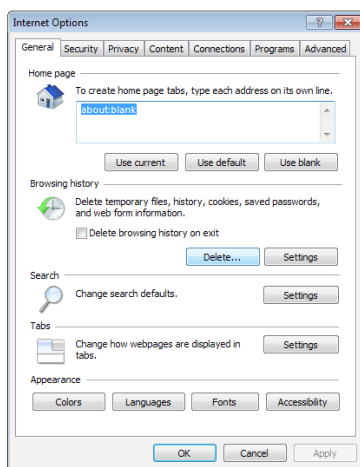 Internet Options
General Security Privacy Content Connections Programs Advanced
Home page
To create home page tabs, type each address on its own line.
about:blank
Use current Use default Use blank
Browsing history
Delete temporary files, history, cookies, saved passwords,
and web form information.
Delete browsing history on exit
Delete... Settings
Search
Change search defaults. Settings
Tabs
Change how webpages are displayed in Settings
tabs.
Appearance
Colors Languages Fonts Accessibility
OK Cancel Apply